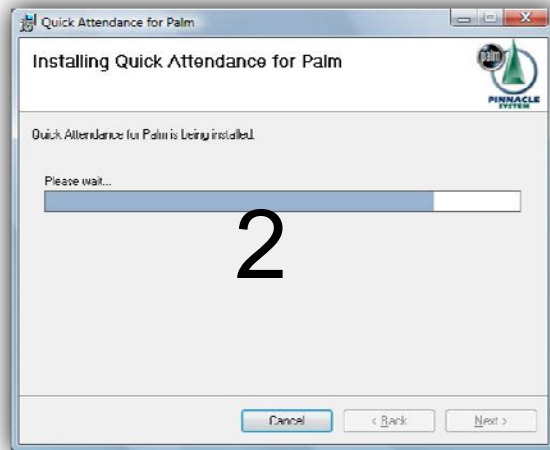 Quick Attendance for Palm
Installing Quick Attendance for Palm
palm
PINNACLE
SYSTEM
Quick Attendance for Palm is being installed.
Please wait...
2
Cancel
< Back
Next >